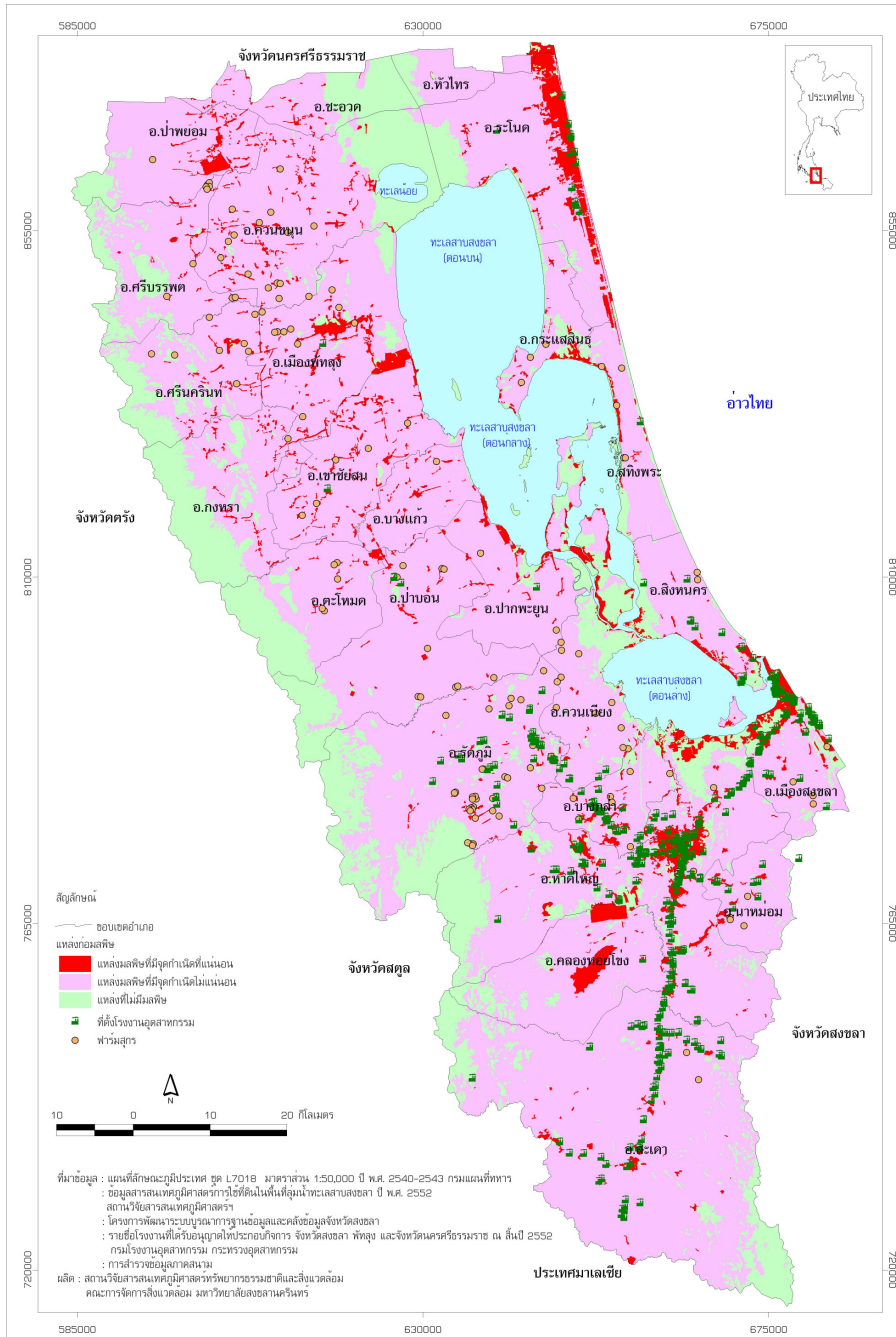 585000
630000
675000
จังหวัดนครศรีธรรมราช
อ.หัวไทร
อ.ชะอวด
อ.ป่าพยอม
อ.ระโนด
ประเทศไทย
ทะเลน้อย
855000
855000
อ.ควนขนุน
ทะเลสาบสงขลา
(ตอนบน)
อ.ศรีบรรพต
อ.กระแสสินธุ์
อ.เมืองพัทลุง
อ.ศรีนครินท่
อ่าวไทย
ทะเลสาบสงขลา
(ตอนกลาง)
อ.สทิงพระ
อ.เขาชัยสน
อ.กงหรา
อ.บางแก้ว
จังหวัดตรัง
810000
810000
อ.ตะโหมด
อ.ป่าบอน
อ.ปากพะยูน
อ.สิงหนคร
ทะเลสาบสงขลา
(ตอนล่าง)
อ.ควนเนียง
อ.รัตภูมิ
อ.เมืองสงขลา
อ.บางกล่ำ
อ.หาดใหญ่
อ.นาหมอม
765000
765000
อ.คลองหอยโข่ง
จังหวัดสตูล
จังหวัดสงขลา
สัญลักษณ์
ขอบเขตอำเภอ
แหล่งก่อมลพิษ
แหล่งมลพิษที่มีจุดกำเนิดที่แน่นอน
แหล่งมลพิษที่มีจุดกำเนิดไม่แน่นอน
แหล่งที่ไม่มีมลพิษ
ที่ตั้งโรงงานอุตสาหกรรม
ฟาร์มสุกร
N
10 0 10 20 กิโลเมตร
อ.สะเดา
ที่มาข้อมูล : แผนที่ลักษณะภูมิประเทศ ชุด L7018 มาตราส่วน 1:50,000 ปี พ.ศ. 2540-2543 กรมแผนที่ทหาร
: ข้อมูลสารสนเทศภูมิศาสตร์การใช้ที่ดินในพื้นที่ลุ่มน้ำทะเลสาบสงขลา ปี พ.ศ. 2552
สถานวิจัยสารสนเทศภูมิศาสตร์ฯ
: โครงการพัฒนาระบบบูรณาการฐานข้อมูลและคลังข้อมูลจังหวัดสงขลา
: รายชื่อโรงงานที่ได้รับอนุญาตให้ประกอบกิจการ จังหวัดสงขลา พัทลุง และจังหวัดนครศรีธรรมราช ณ สิ้นปี 2552
กรมโรงงานอุตสาหกรรม กระทรวงอุตสาหกรรม
: การสำรวจข้อมูลภาคสนาม
ผลิต : สถานวิจัยสารสนเทศภูมิศาสตร์ทรัพยากรธรรมชาติและสิ่งแวดล้อม
คณะการจัดการสิ่งแวดล้อม มหาวิทยาลัยสงขลานครินทร์
ประเทศมาเลเซีย
720000
720000
585000
630000
675000